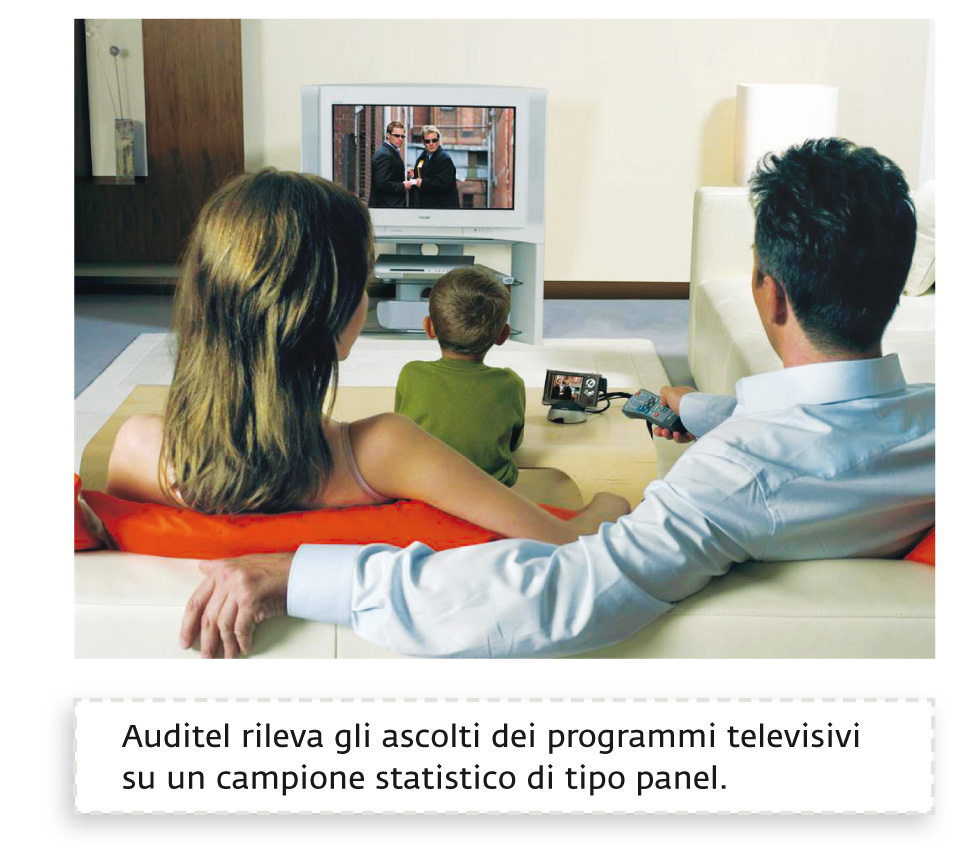 Auditel rileva gli ascolti dei programmi televisivi
su un campione statistico di tipo panel.